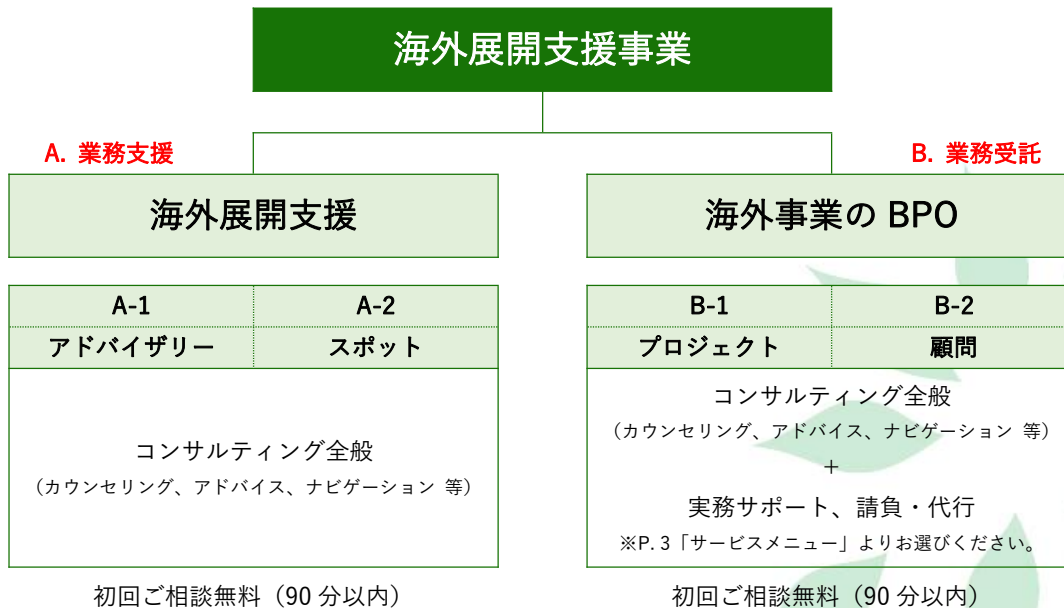 海外展開支援事業
A. 業務支援
海外展開支援
A-1
A-2
アドバイザリー
スポット
コンサルティング全般
（カウンセリング、アドバイス、ナビゲーション 等）
初回ご相談無料（90 分以内）
B. 業務受託
海外事業の BPO
B-1
B-2
プロジェクト
顧問
コンサルティング全般
（カウンセリング、アドバイス、ナビゲーション 等）
+
実務サポート、請負・代行
※P.3「サービスメニュー」よりお選びください。
初回ご相談無料（90 分以内）